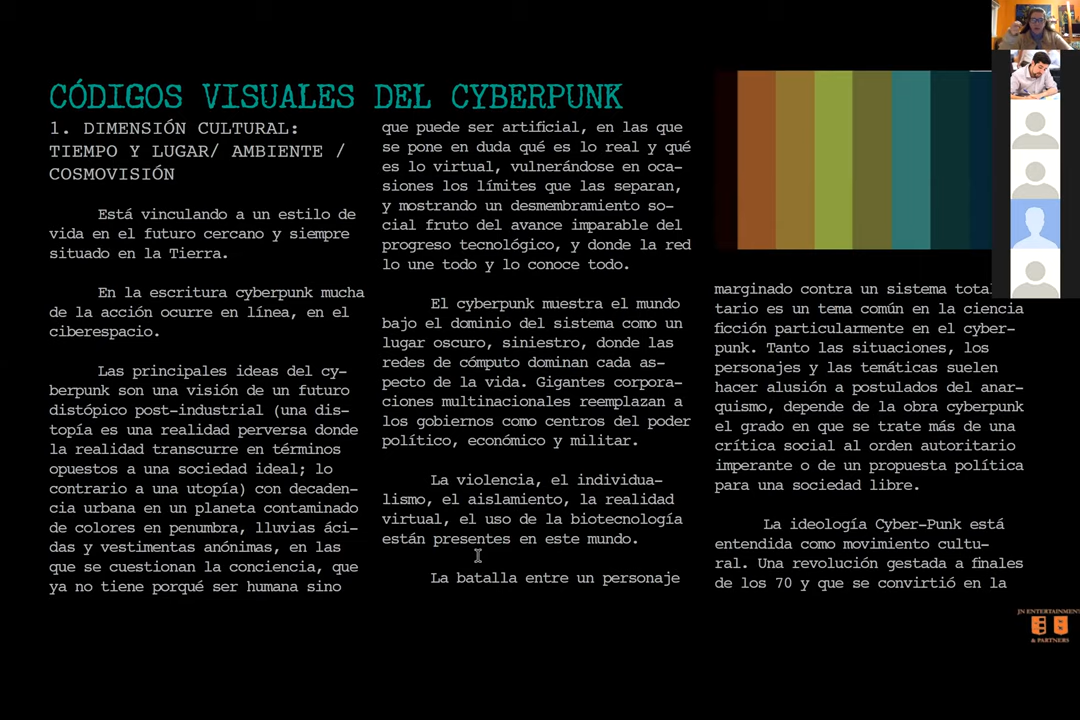 CÓDIGOS VISUALES DEL CYBERPUNK
1. DIMENSIÓN CULTURAL:
TIEMPO Y LUGAR/ AMBIENTE /
COSMOVISIÓN
Está vinculando a un estilo de
vida en el futuro cercano y siempre
situado en la Tierra.
En la escritura cyberpunk mucha
de la acción ocurre en línea, en el
ciberespacio.
Las principales ideas del cy-
berpunk son una visión de un futuro
distópico post-industrial (una dis-
topía es una realidad perversa donde
la realidad transcurre en términos
opuestos a una sociedad ideal; lo
contrario a una utopía) con decaden-
cia urbana en un planeta contaminado
de colores en penumbra, lluvias áci-
das y vestimentas anónimas, en las
que se cuestionan la conciencia, que
ya no tiene porqué ser humana sino
que puede ser artificial, en las que
se pone en duda qué es lo real y qué
es lo virtual, vulnerándose en oca-
siones los límites que las separan,
y mostrando un desmembramiento so-
cial fruto del avance imparable del
progreso tecnológico, y donde la red
lo une todo y lo conoce todo.
El cyberpunk muestra el mundo
bajo el dominio del sistema como un
lugar oscuro, siniestro, donde las
redes de cómputo dominan cada as-
pecto de la vida. Gigantes corpora-
ciones multinacionales reemplazan a
los gobiernos como centros del poder
político, económico y militar.
La violencia, el individua-
lismo, el aislamiento, la realidad
virtual, el uso de la biotecnología
están presentes en este mundo.
La batalla entre un personaje
marginado contra un sistema total
tario es un tema común en la ciencia
ficción particularmente en el cyber-
punk. Tanto las situaciones, los
personajes y las temáticas suelen
hacer alusión a postulados del anar-
quismo, depende de la obra cyberpunk
el grado en que se trate más de una
crítica social al orden autoritario
imperante o de un propuesta política
para una sociedad libre.
La ideología Cyber-Punk está
entendida como movimiento cultu-
ral. Una revolución gestada a finales
de los 70 y que se convirtió en la
JN ENTERTAINMENT
& PARTNERS